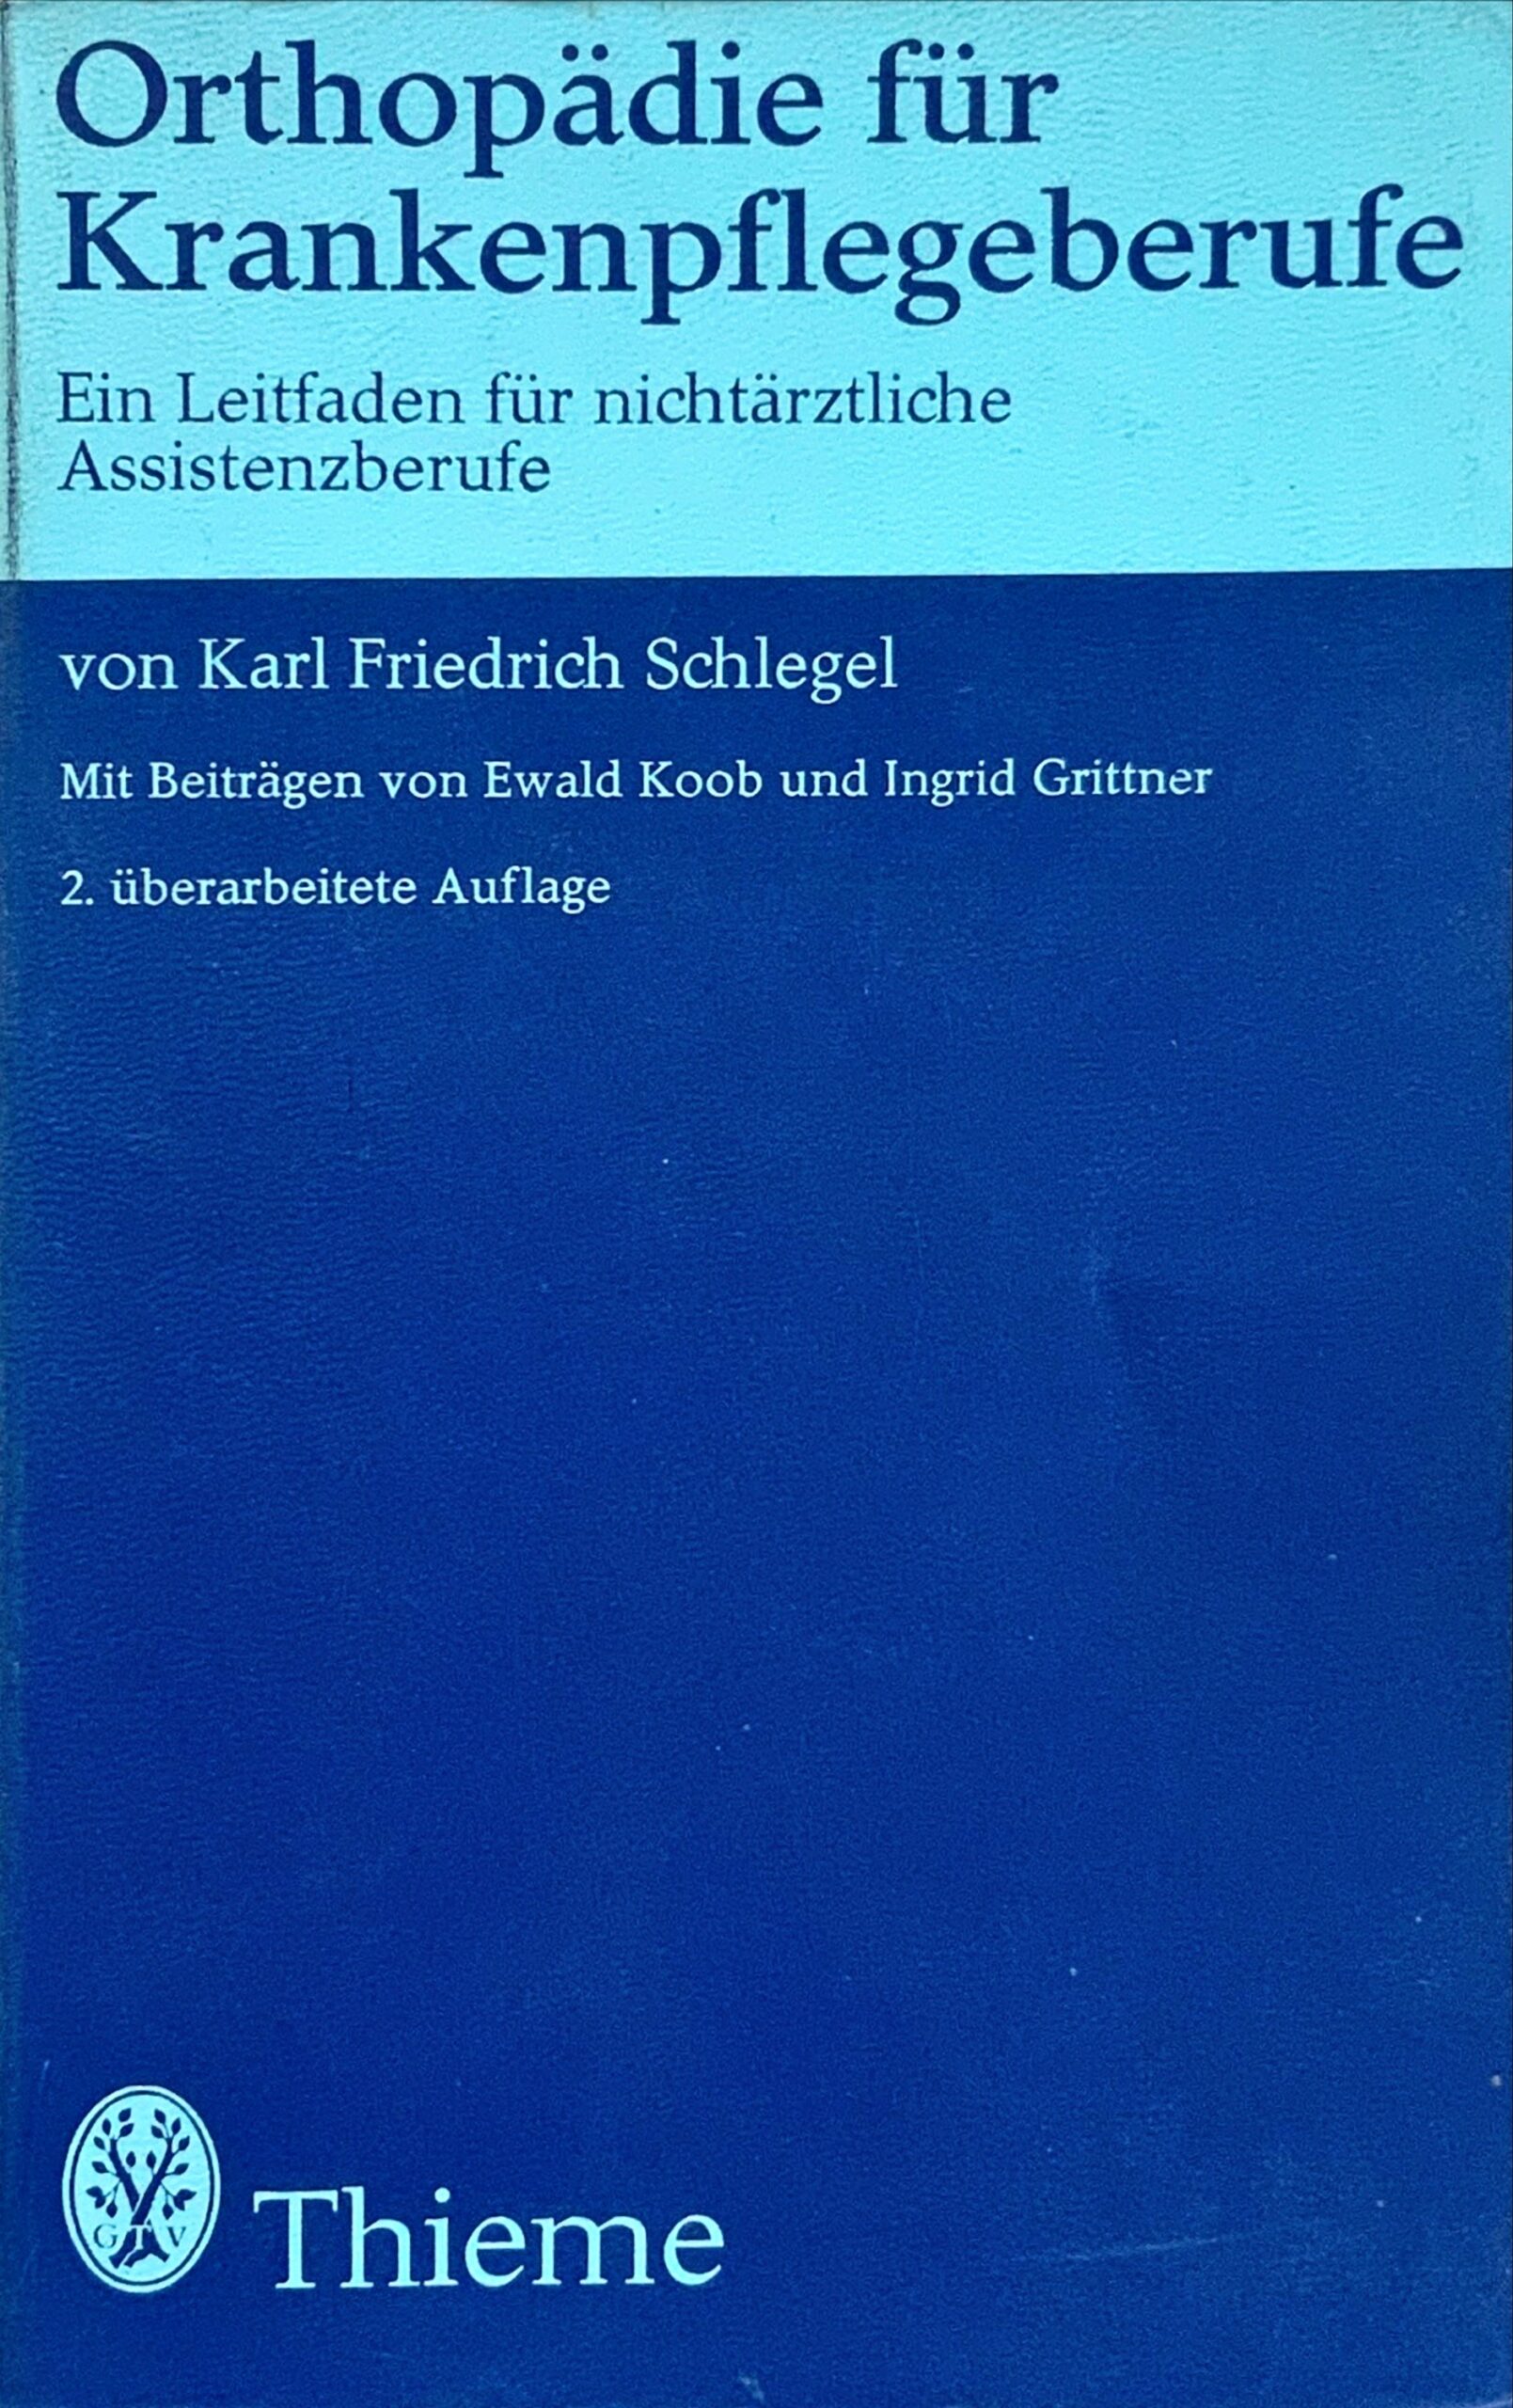 Orthopädie für
Krankenpflegeberufe
Ein Leitfaden für nichtärztliche
Assistenzberufe
von Karl Friedrich Schlegel
Mit Beiträgen von Ewald Koob und Ingrid Grittner
2. überarbeitete Auflage
GTV
Thieme